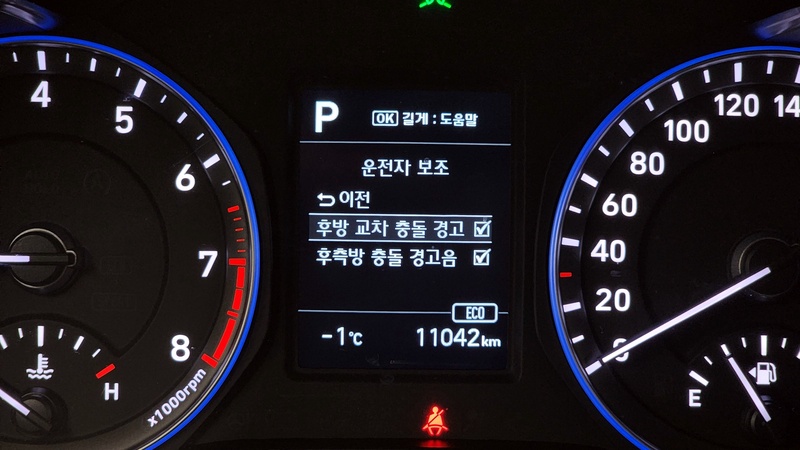 P
OK 길게 : 도움말
운전자 보조
이전
후방 교차 충돌 경고
후측방 충돌 경고음
ECO
-1℃ 11042km
4
5
6
7
8
x1000rpm
H
0
20
40
60
80
100
120
E